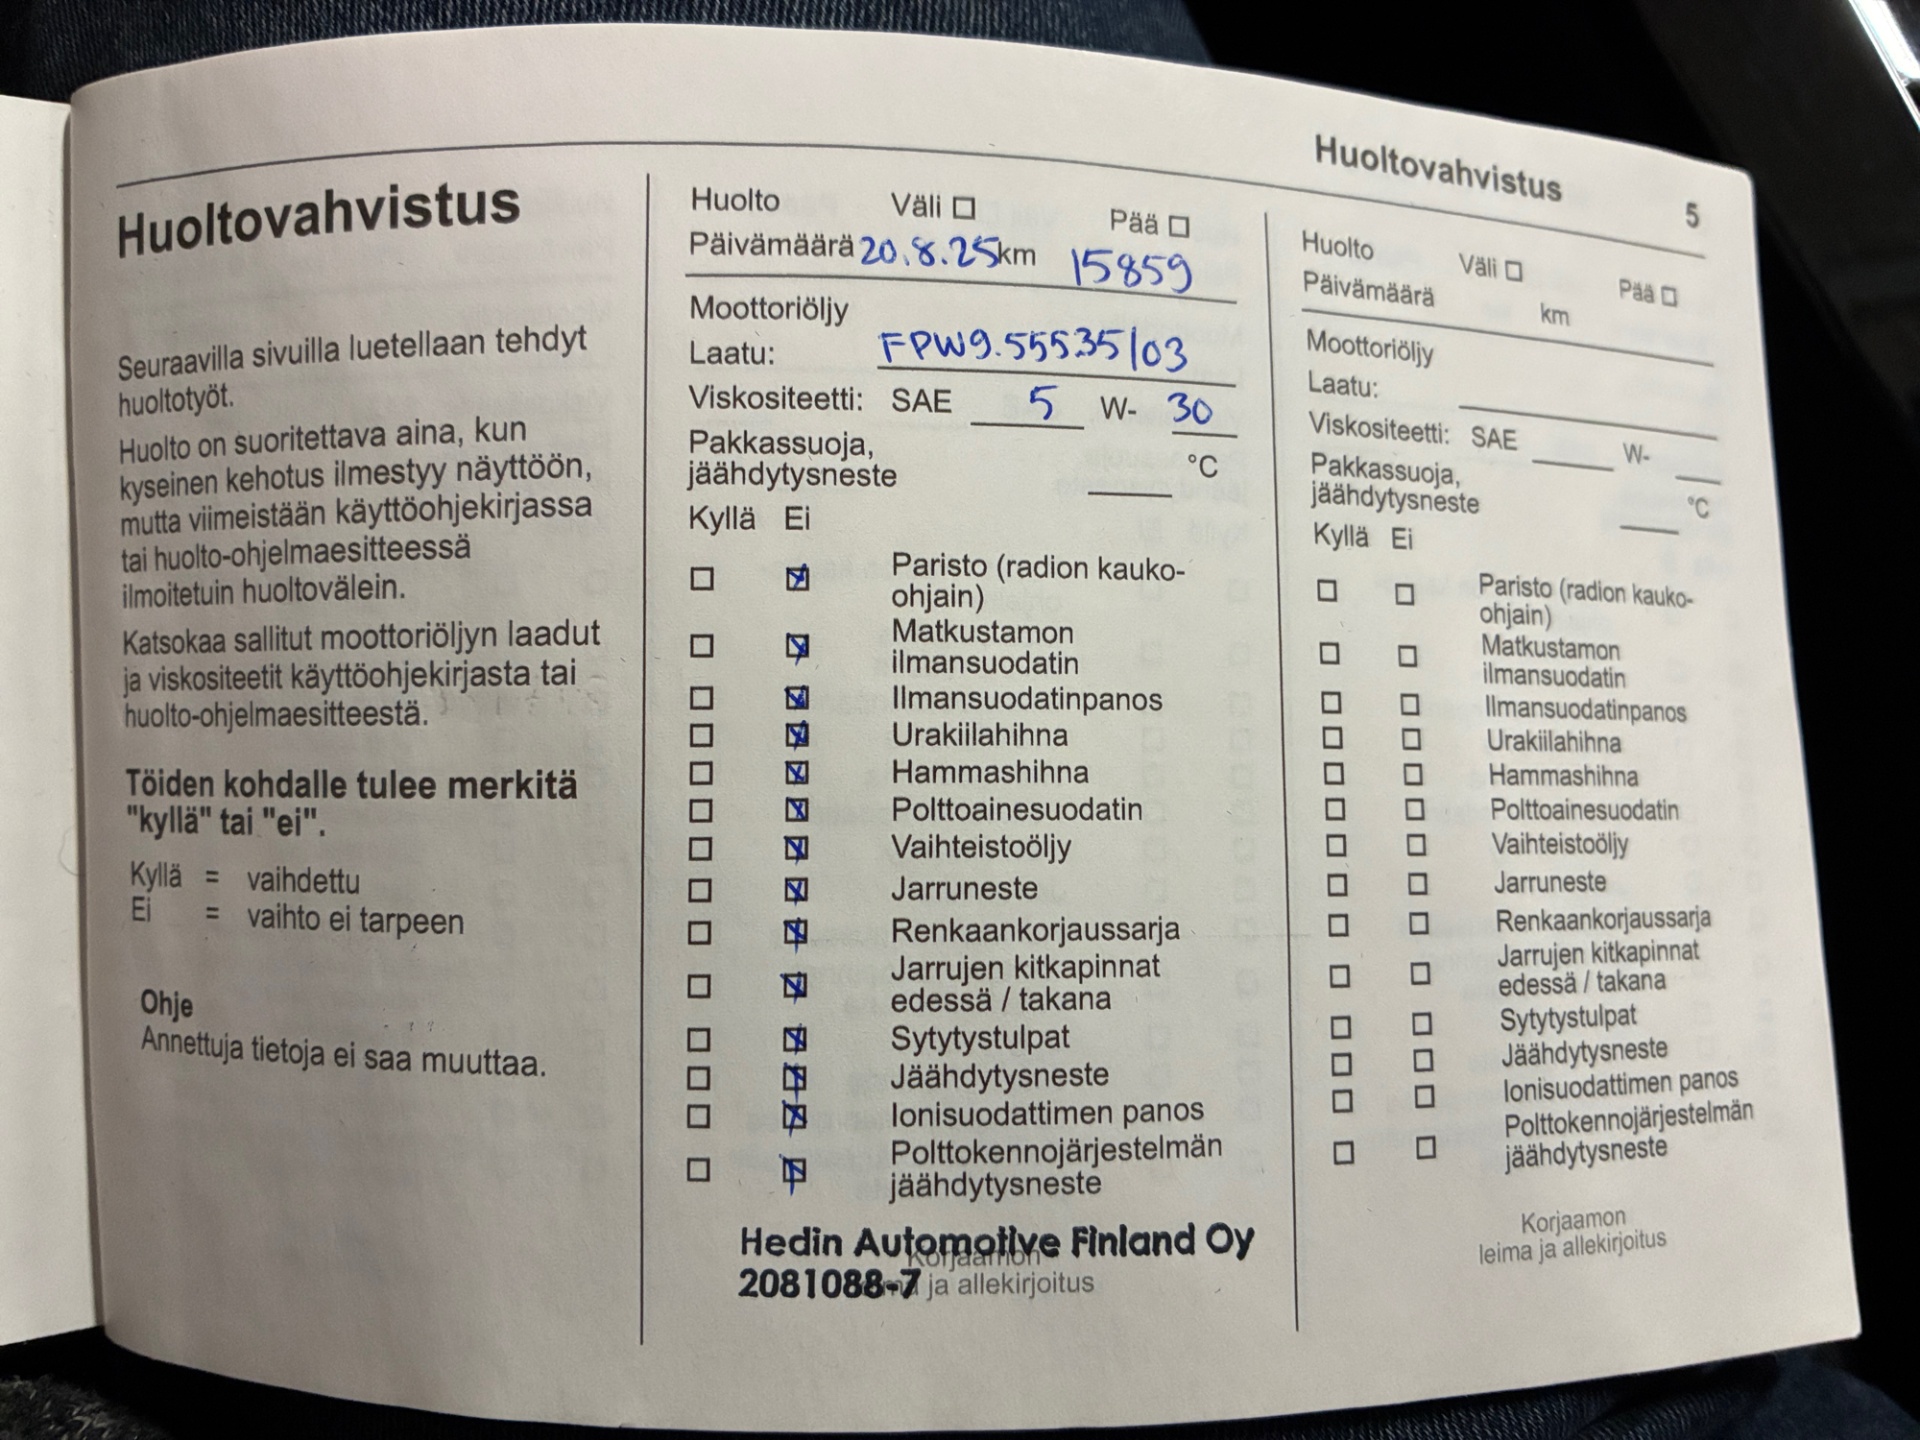 Huoltovahvistus
5
Huoltovahvistus
Seuraavilla sivuilla luetellaan tehdyt
huoltotyöt.
Huolto on suoritettava aina, kun
kyseinen kehotus ilmestyy näyttöön,
mutta viimeistään käyttöohjekirjassa
tai huolto-ohjelmaesitteessä
ilmoitetuin huoltovälein.
Katsokaa sallitut moottoriöljyn laadut
ja viskositeetit käyttöohjekirjasta tai
huolto-ohjelmaesitteestä.
Töiden kohdalle tulee merkitä
"kyllä" tai "ei".
Kyllä = vaihdettu
Ei = vaihto ei tarpeen
Ohje
Annettuja tietoja ei saa muuttaa.
Huolto Väli Pää
Päivämäärä 20.8.25 km 15859
Moottoriöljy
Laatu: FPW9.55535/03
Viskositeetti: SAE 5 W- 30
Pakkassuoja,
jäähdytysneste °C
Kyllä Ei
Paristo (radion kauko-
ohjain)
Matkustamon
ilmansuodatin
Ilmansuodatinpanos
Urakiilahihna
Hammashihna
Polttoainesuodatin
Vaihteistoöljy
Jarruneste
Renkaankorjaussarja
Jarrujen kitkapinnat
edessä / takana
Sytytystulpat
Jäähdytysneste
Ionisuodattimen panos
Polttokennojärjestelmän
jäähdytysneste
Hedin Automotive Finland Oy
Korjaamon
2081088-7
ja allekirjoitus
Huolto Väli Pää
Päivämäärä km
Moottoriöljy
Laatu:
Viskositeetti: SAE W-
Pakkassuoja,
jäähdytysneste °C
Kyllä Ei
Paristo (radion kauko-
ohjain)
Matkustamon
ilmansuodatin
Ilmansuodatinpanos
Urakiilahihna
Hammashihna
Polttoainesuodatin
Vaihteistoöljy
Jarruneste
Renkaankorjaussarja
Jarrujen kitkapinnat
edessä / takana
Sytytystulpat
Jäähdytysneste
Ionisuodattimen panos
Polttokennojärjestelmän
jäähdytysneste
Korjaamon
leima ja allekirjoitus